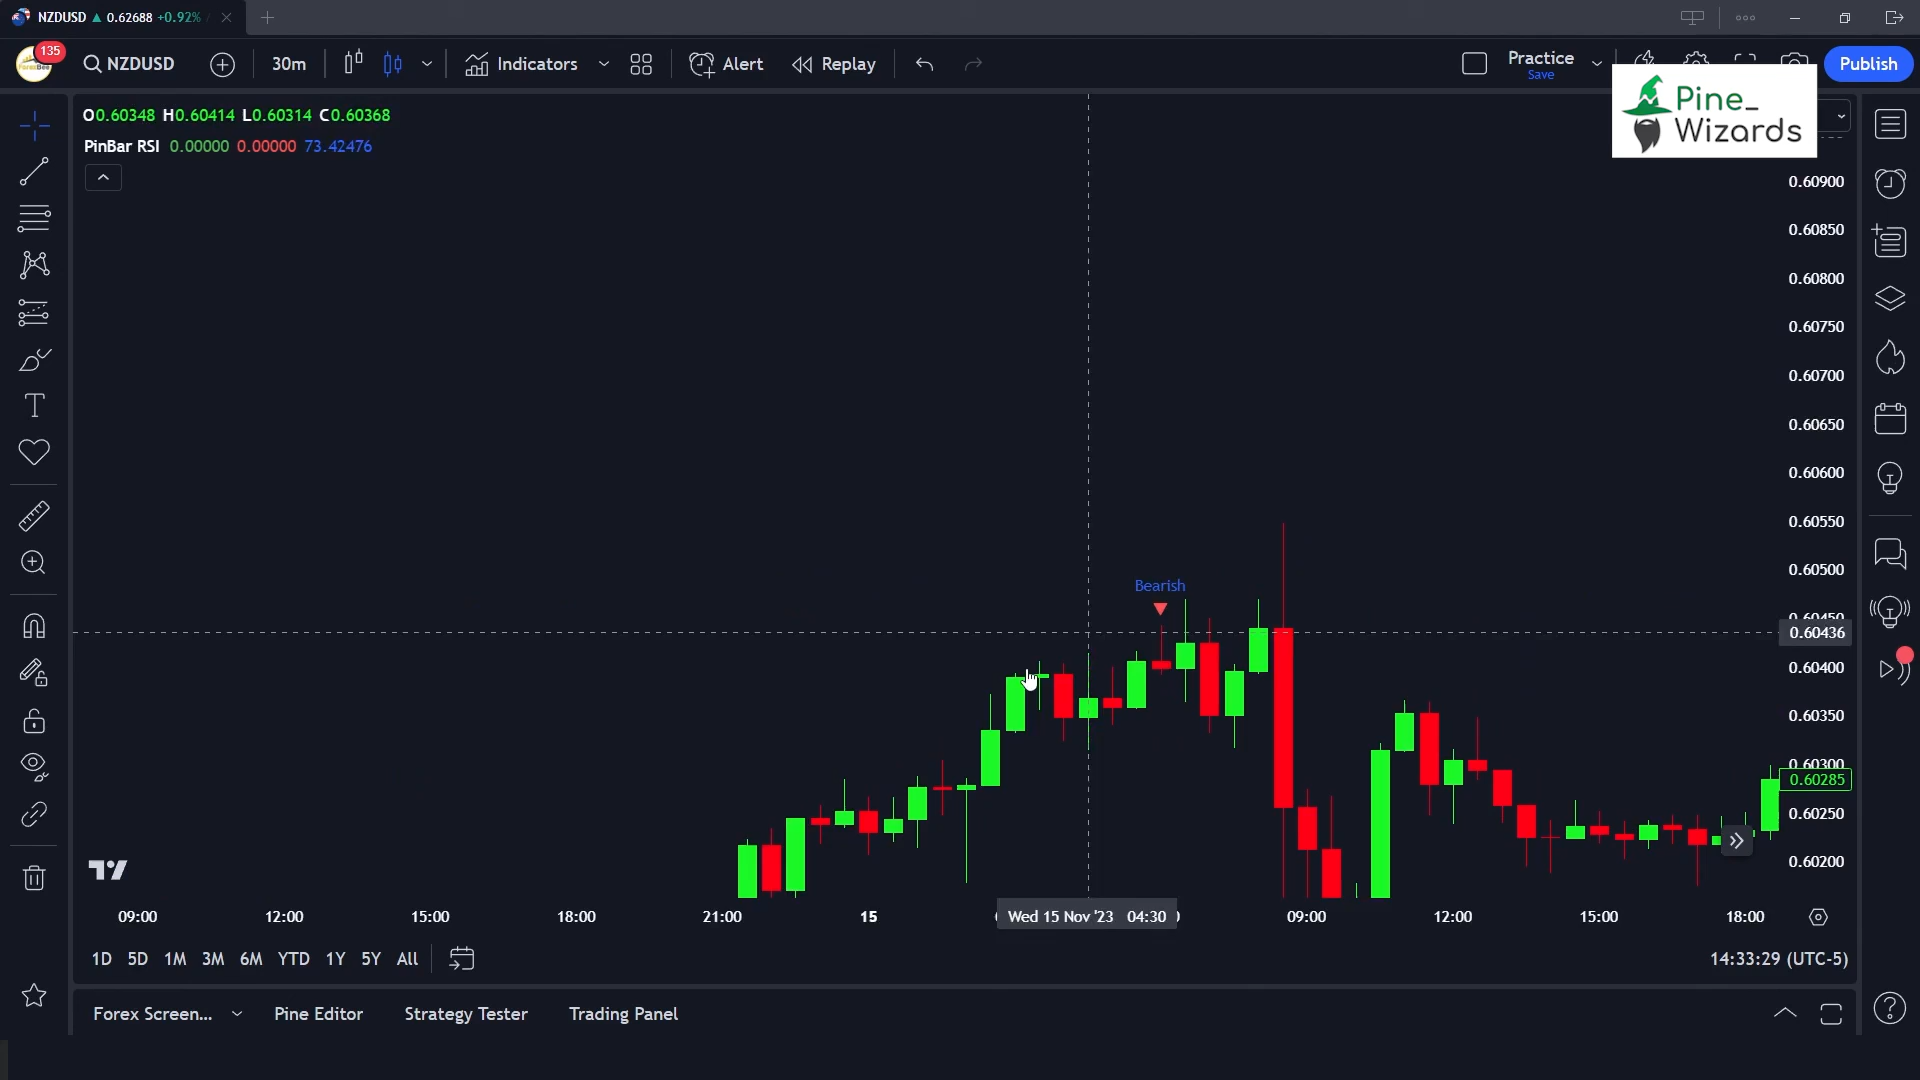 NZDUSD ▲ 0.62688 +0.92% /
135
ForexBee
NZDUSD
30m
Indicators
Alert
Replay
Practice
Save
Publish
Pine_
Wizards
O0.60348 H0.60414 L0.60314 C0.60368
PinBar RSI 0.00000 0.00000 73.42476
0.60900
0.60850
0.60800
0.60750
0.60700
0.60650
0.60600
0.60550
0.60500
0.60450
0.60436
0.60400
0.60350
0.60300
0.60285
0.60250
0.60200
Bearish
09:00 12:00 15:00 18:00 21:00 15 Wed 15 Nov '23 04:30 09:00 12:00 15:00 18:00
1D 5D 1M 3M 6M YTD 1Y 5Y All
14:33:29 (UTC-5)
Forex Screen... Pine Editor Strategy Tester Trading Panel